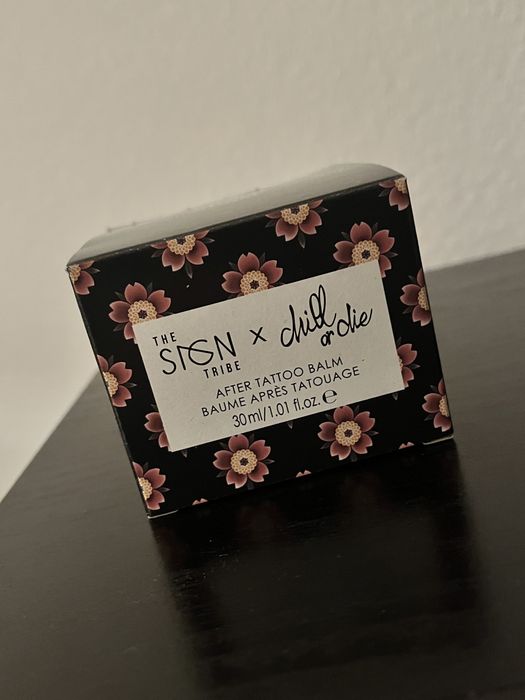 THE
SIGN x chill
or die
TRIBE
AFTER TATTOO BALM
BAUME APRÈS TATOUAGE
30ml/1.01 fl.oz. ℮